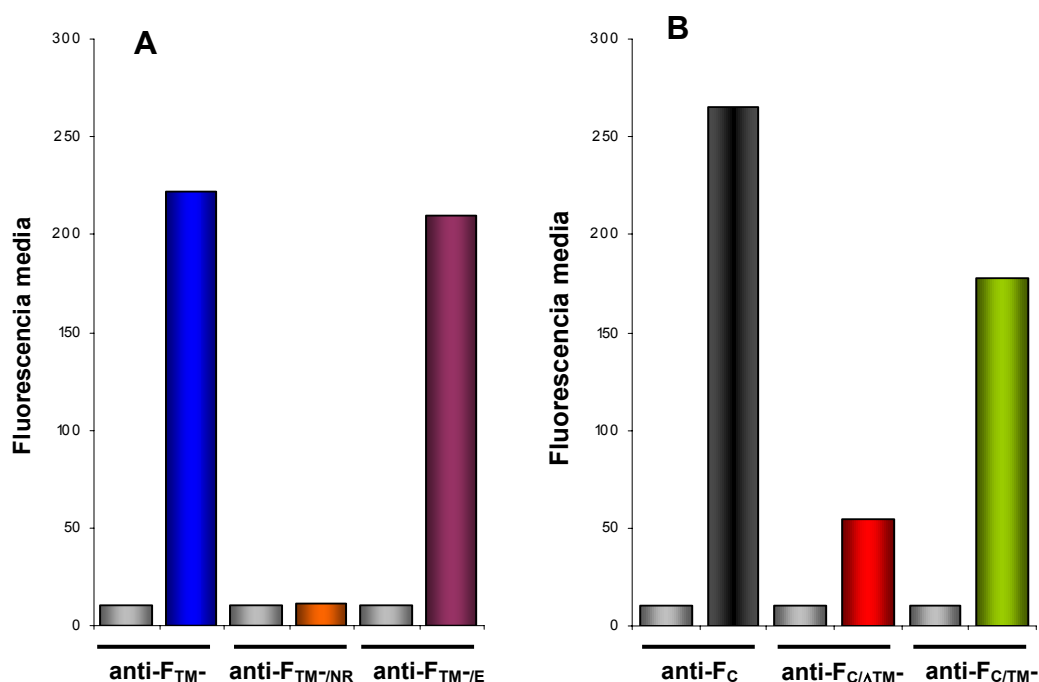 A
Fluorescencia media
300
250
200
150
100
50
0
anti-FTM- anti-FTM-/NR anti-FTM-/E
B
Fluorescencia media
300
250
200
150
100
50
0
anti-FC anti-FC/ΔTM- anti-FC/TM-